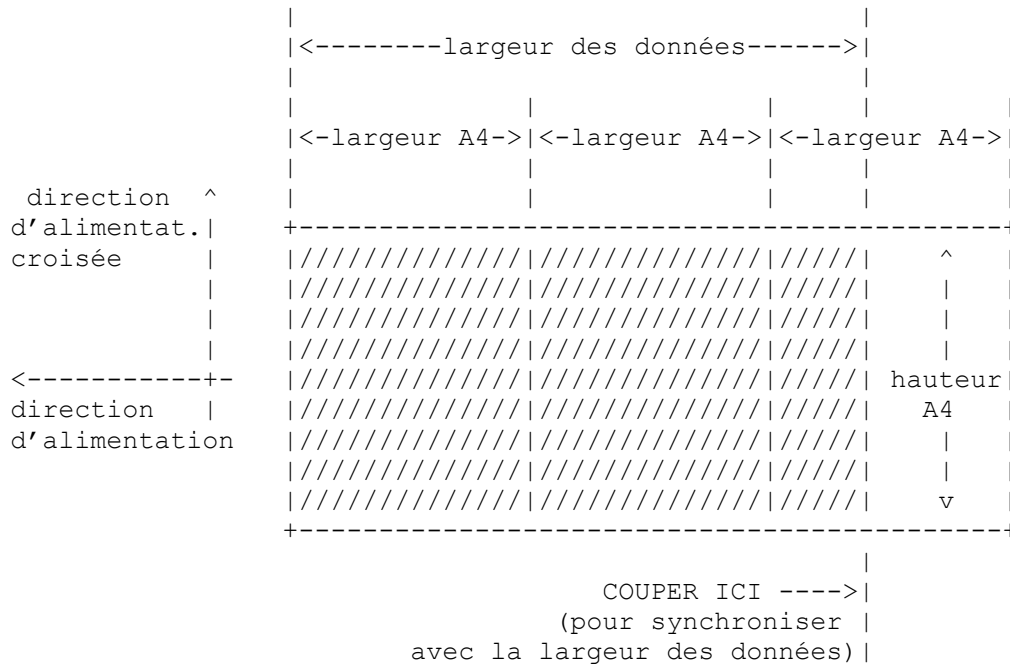 <--------largeur des données------>
<-largeur A4-> <-largeur A4-> <-largeur A4->
direction ^
d’alimentat.
croisée ^
<-----------+- hauteur
direction A4
d’alimentation
v
COUPER ICI ---->
(pour synchroniser
avec la largeur des données)